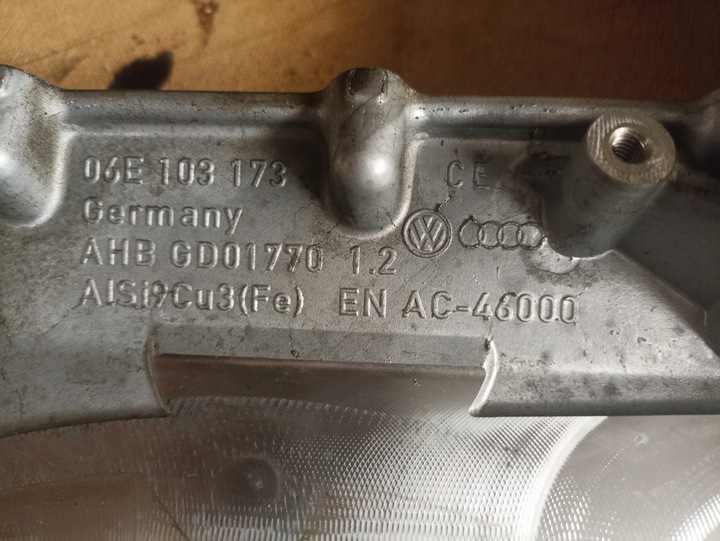 06E 103 173
CE
Germany
AHB GD01770 1.2
AlSi9Cu3(Fe) EN AC-46000